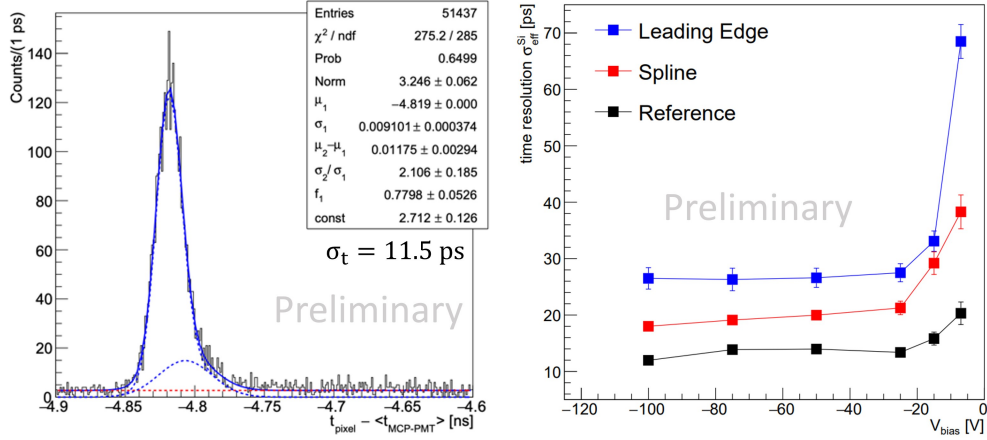 Entries 51437
χ² / ndf 275.2 / 285
Prob 0.6499
Norm 3.246 ± 0.062
μ₁ −4.819 ± 0.000
σ₁ 0.009101 ± 0.000374
μ₂−μ₁ 0.01175 ± 0.00294
σ₂/σ₁ 2.106 ± 0.185
f₁ 0.7798 ± 0.0526
const 2.712 ± 0.126
σₜ = 11.5 ps
Preliminary
Counts/(1 ps)
140
120
100
80
60
40
20
0
−4.9 −4.85 −4.8 −4.75 −4.7 −4.65 −4.6
t_pixel − <t_MCP-PMT> [ns]
time resolution σ_eff^Si [ps]
70
60
50
40
30
20
10
Leading Edge
Spline
Reference
Preliminary
−120 −100 −80 −60 −40 −20 0
V_bias [V]